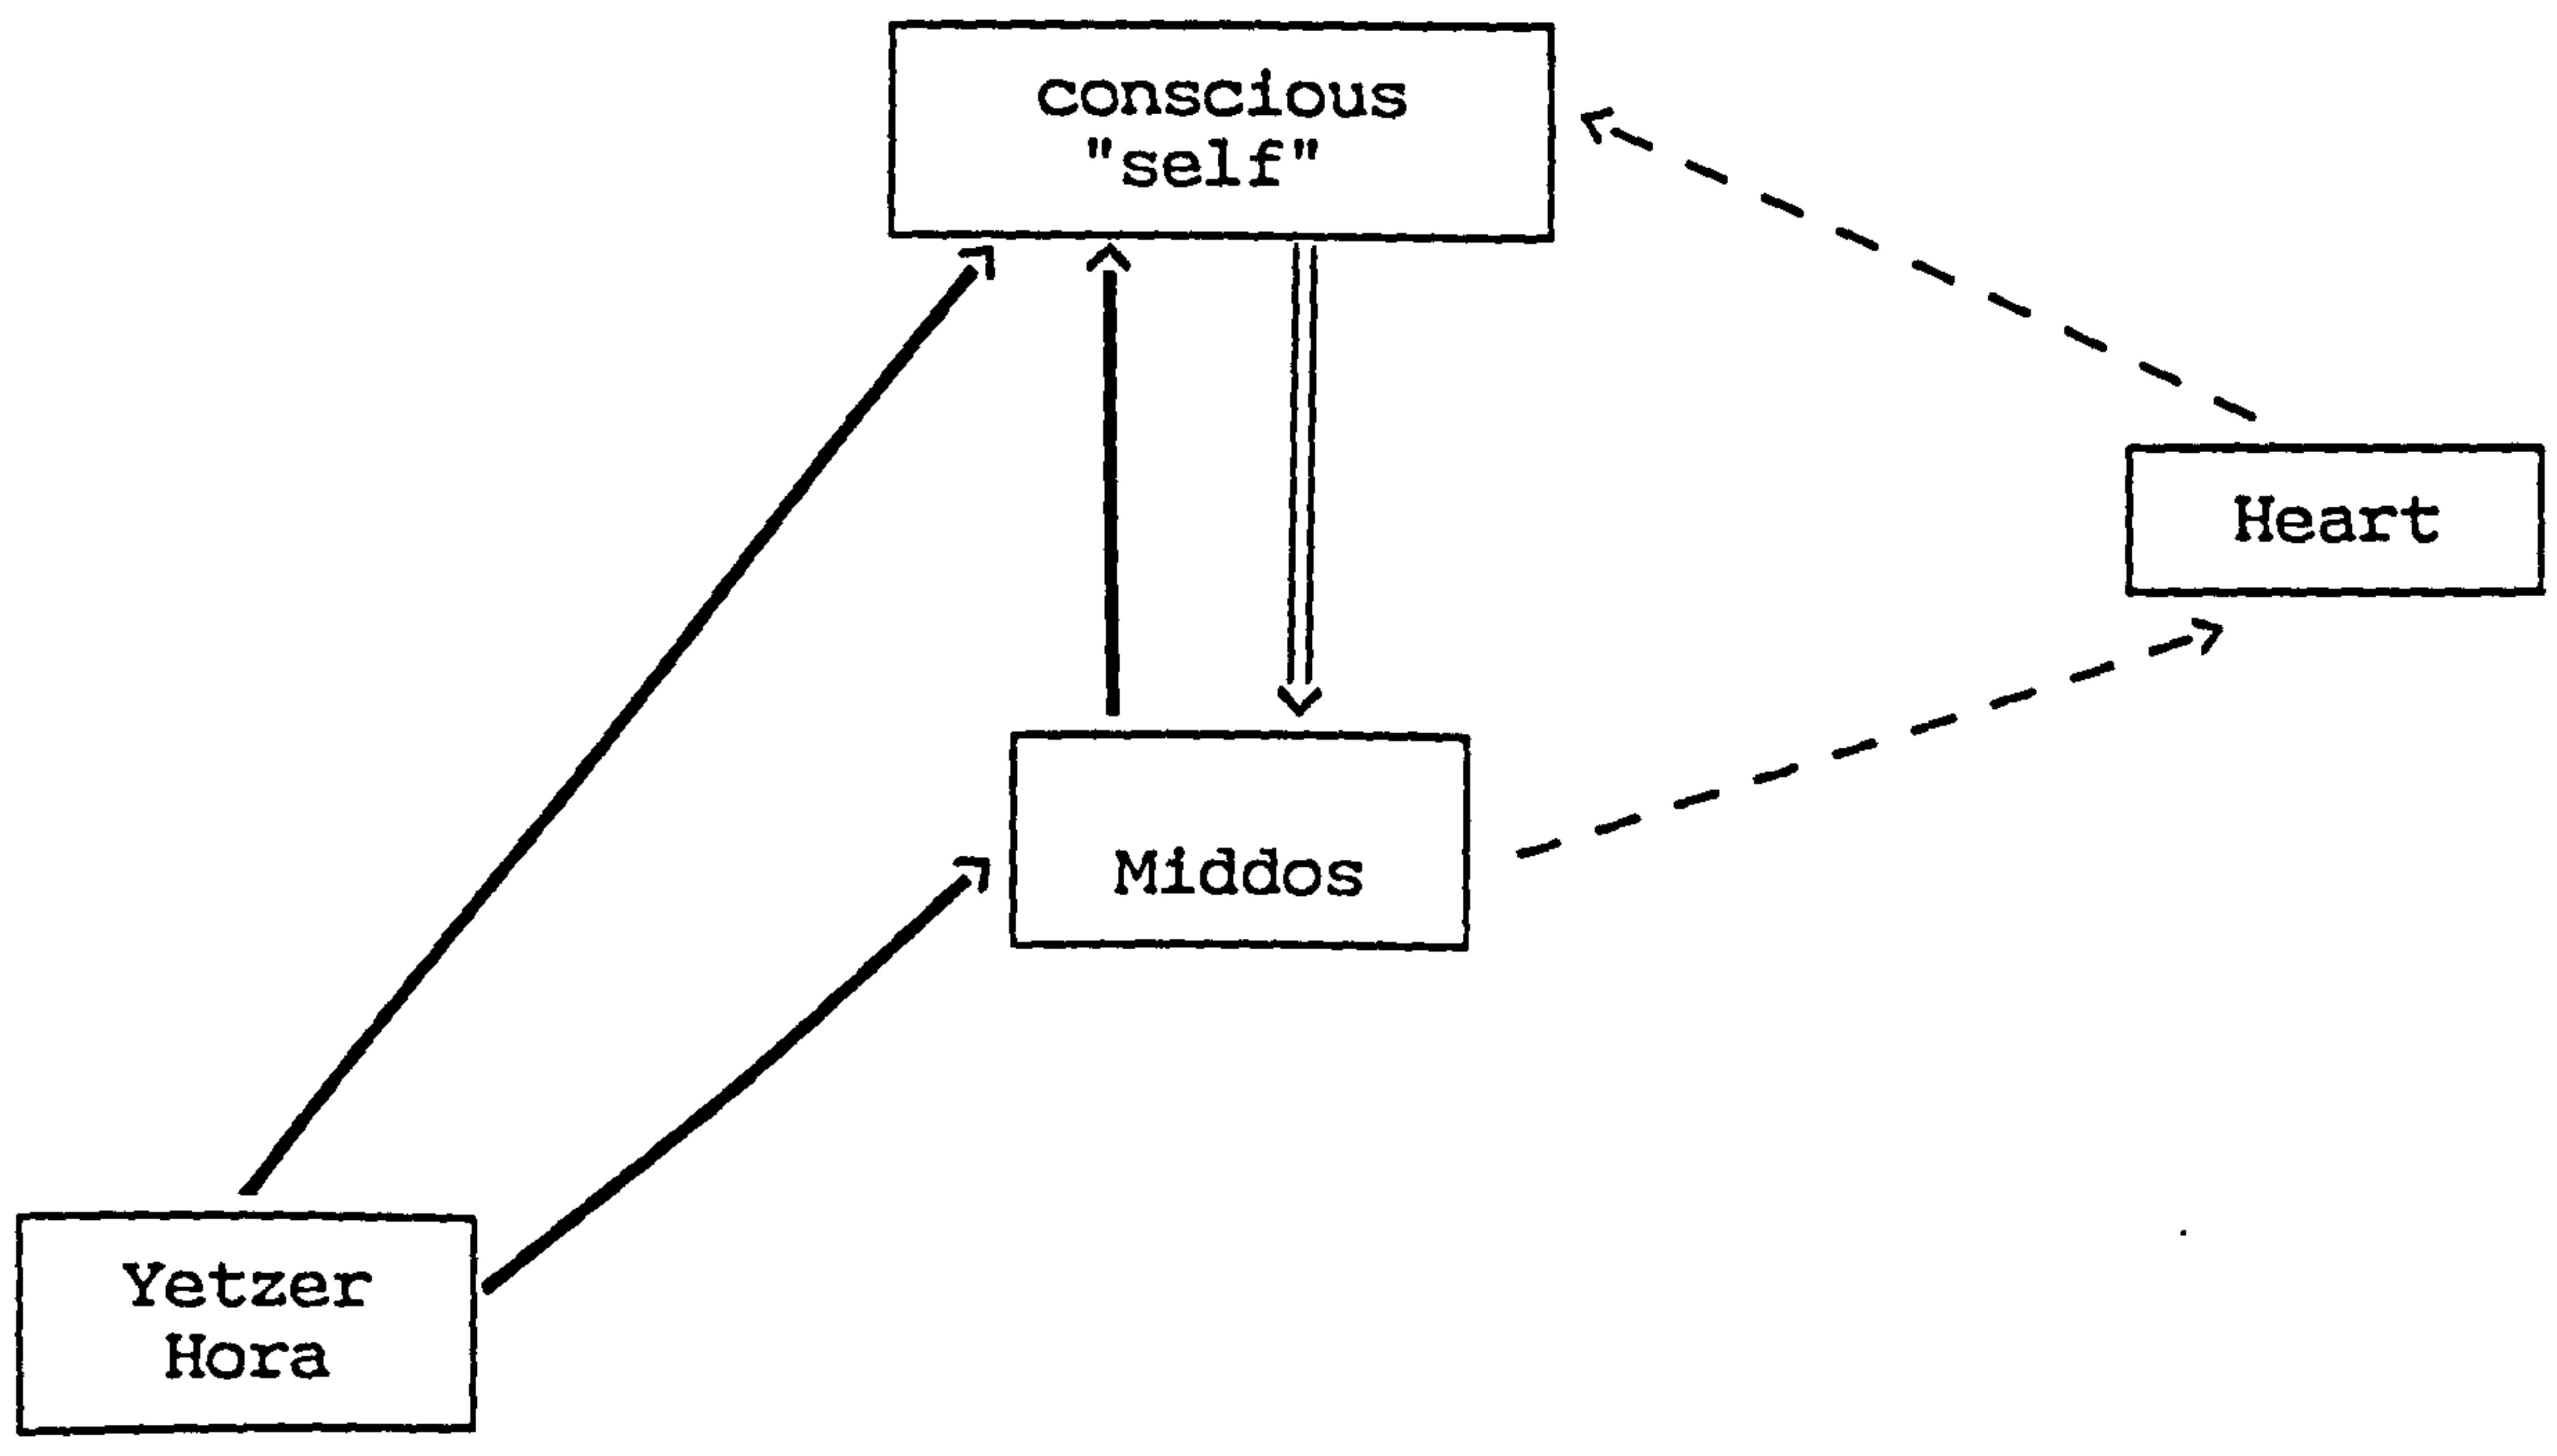 conscious
"self"
Heart
Middos
Yetzer
Hora